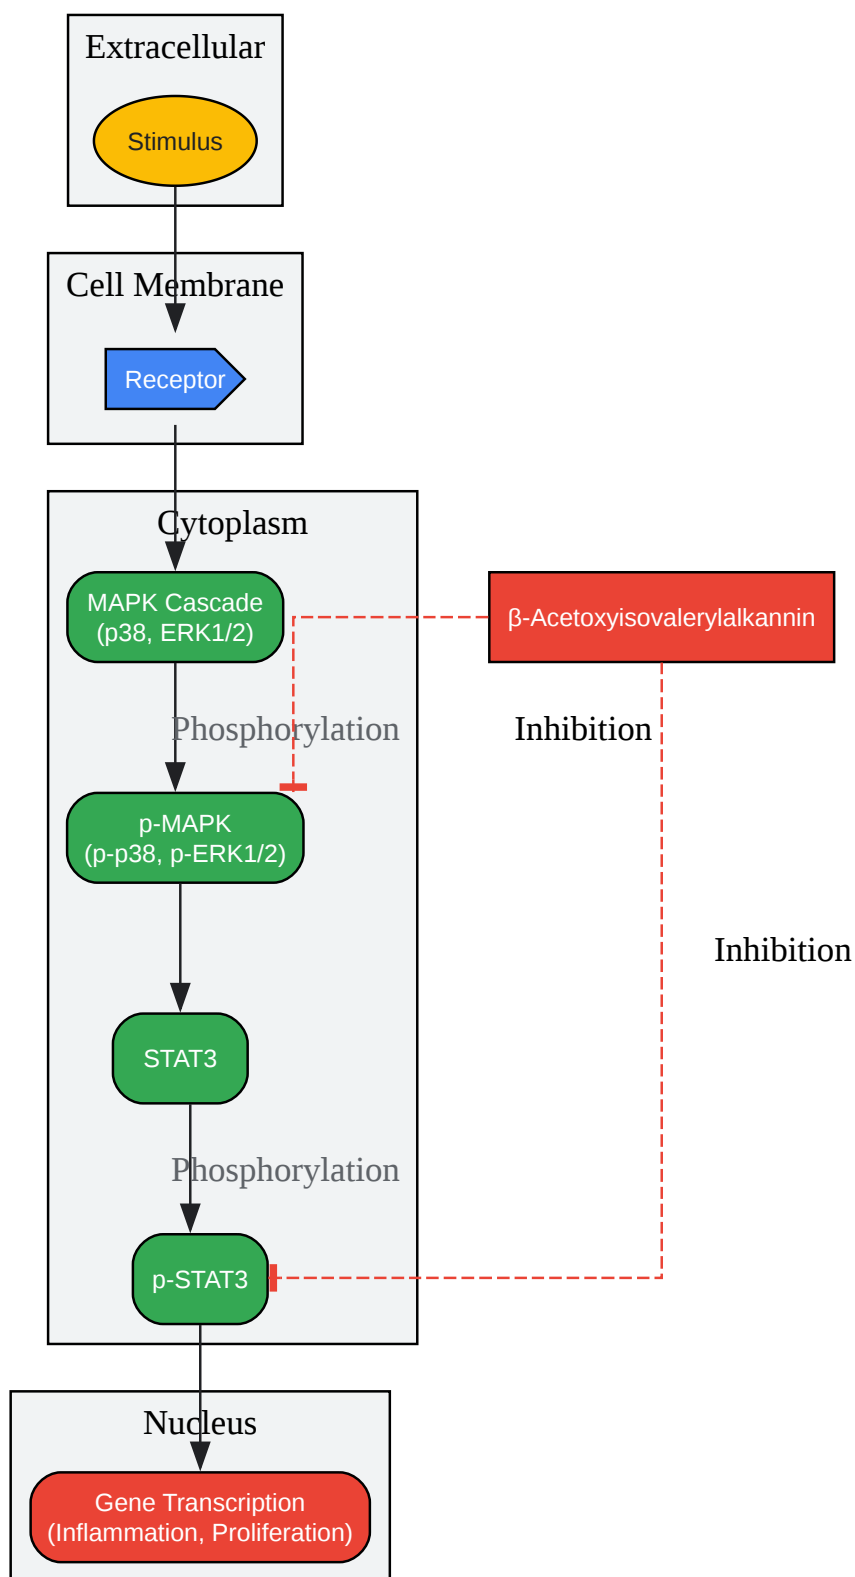 Extracellular
Stimulus
Cell Membrane
Receptor
Cytoplasm
MAPK Cascade
(p38, ERK1/2)
β-Acetoxyisovalerylalkannin
Phosphorylation
Inhibition
p-MAPK
(p-p38, p-ERK1/2)
Inhibition
STAT3
Phosphorylation
p-STAT3
Nucleus
Gene Transcription
(Inflammation, Proliferation)